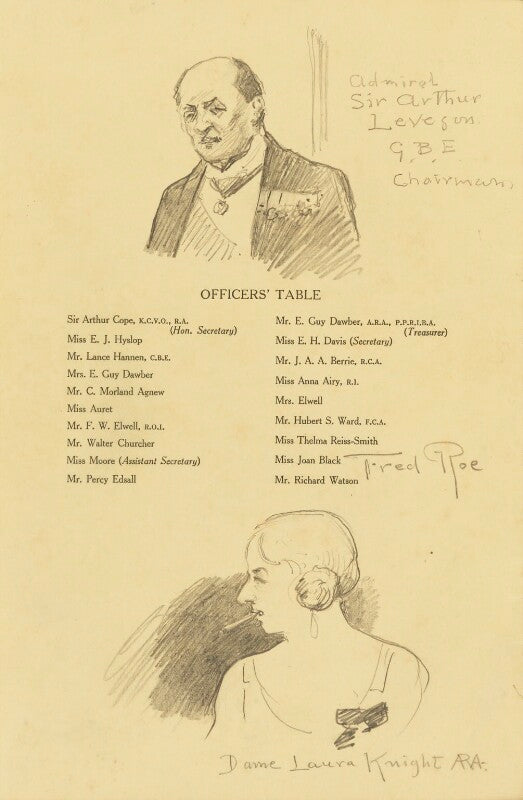 Admiral
Sir Arthur
Leveson.
G.B.E
Chairman,
OFFICERS' TABLE
Sir Arthur Cope, K.C.V.O., R.A.
(Hon. Secretary)
Miss E. J. Hyslop
Mr. Lance Hannen, C.B.E.
Mrs. E. Guy Dawber
Mr. C. Morland Agnew
Miss Auret
Mr. F. W. Elwell, R.O.I.
Mr. Walter Churcher
Miss Moore (Assistant Secretary)
Mr. Percy Edsall
Mr. E. Guy Dawber, A.R.A., P.P.R.I.B.A.
(Treasurer)
Miss E. H. Davis (Secretary)
Mr. J. A. A. Berrie, R.C.A.
Miss Anna Airy, R.I.
Mrs. Elwell
Mr. Hubert S. Ward, F.C.A.
Miss Thelma Reiss-Smith
Miss Joan Black
Mr. Richard Watson
Fred Roe
Dame Laura Knight ARA.